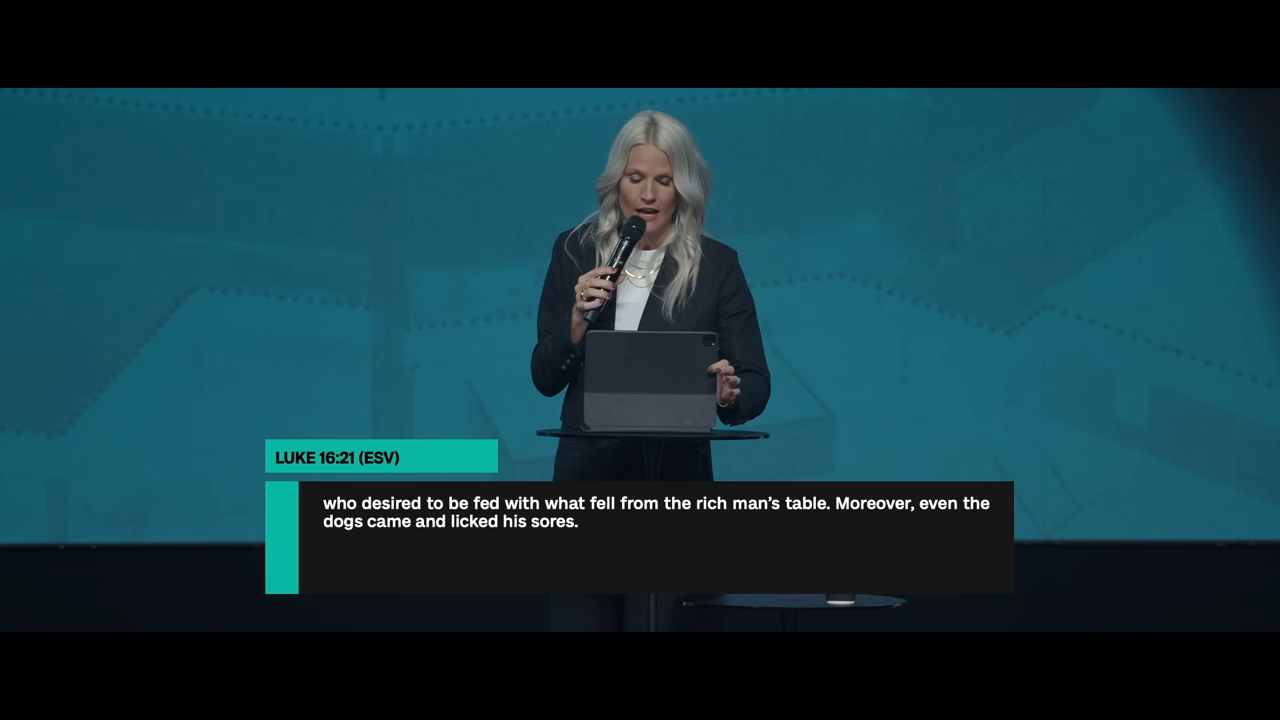 LUKE 16:21 (ESV)
who desired to be fed with what fell from the rich man's table. Moreover, even the
dogs came and licked his sores.